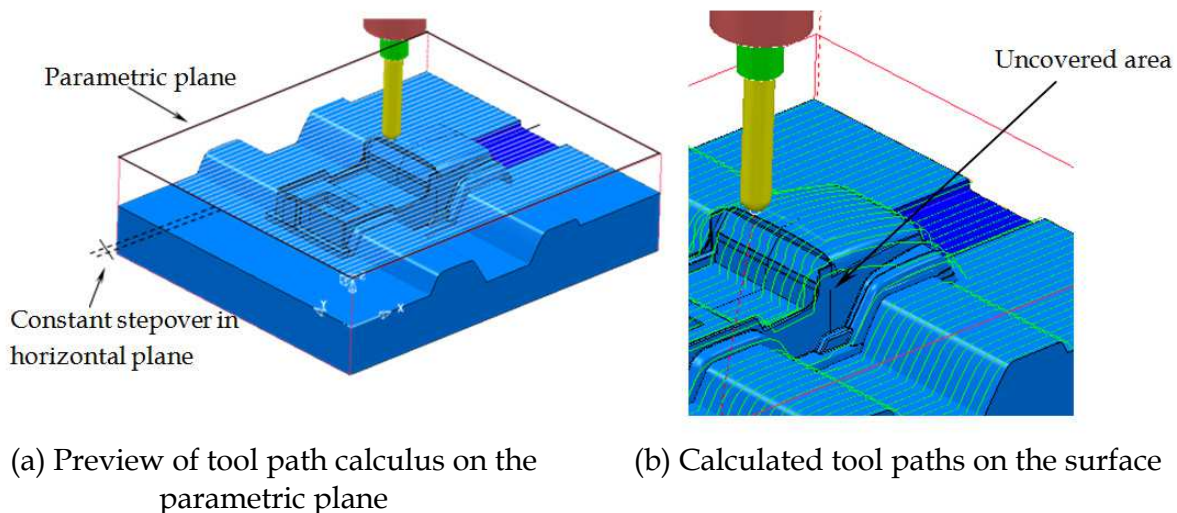 Parametric plane
Constant stepover in
horizontal plane
Y
X
(a) Preview of tool path calculus on the
parametric plane
Uncovered area
(b) Calculated tool paths on the surface